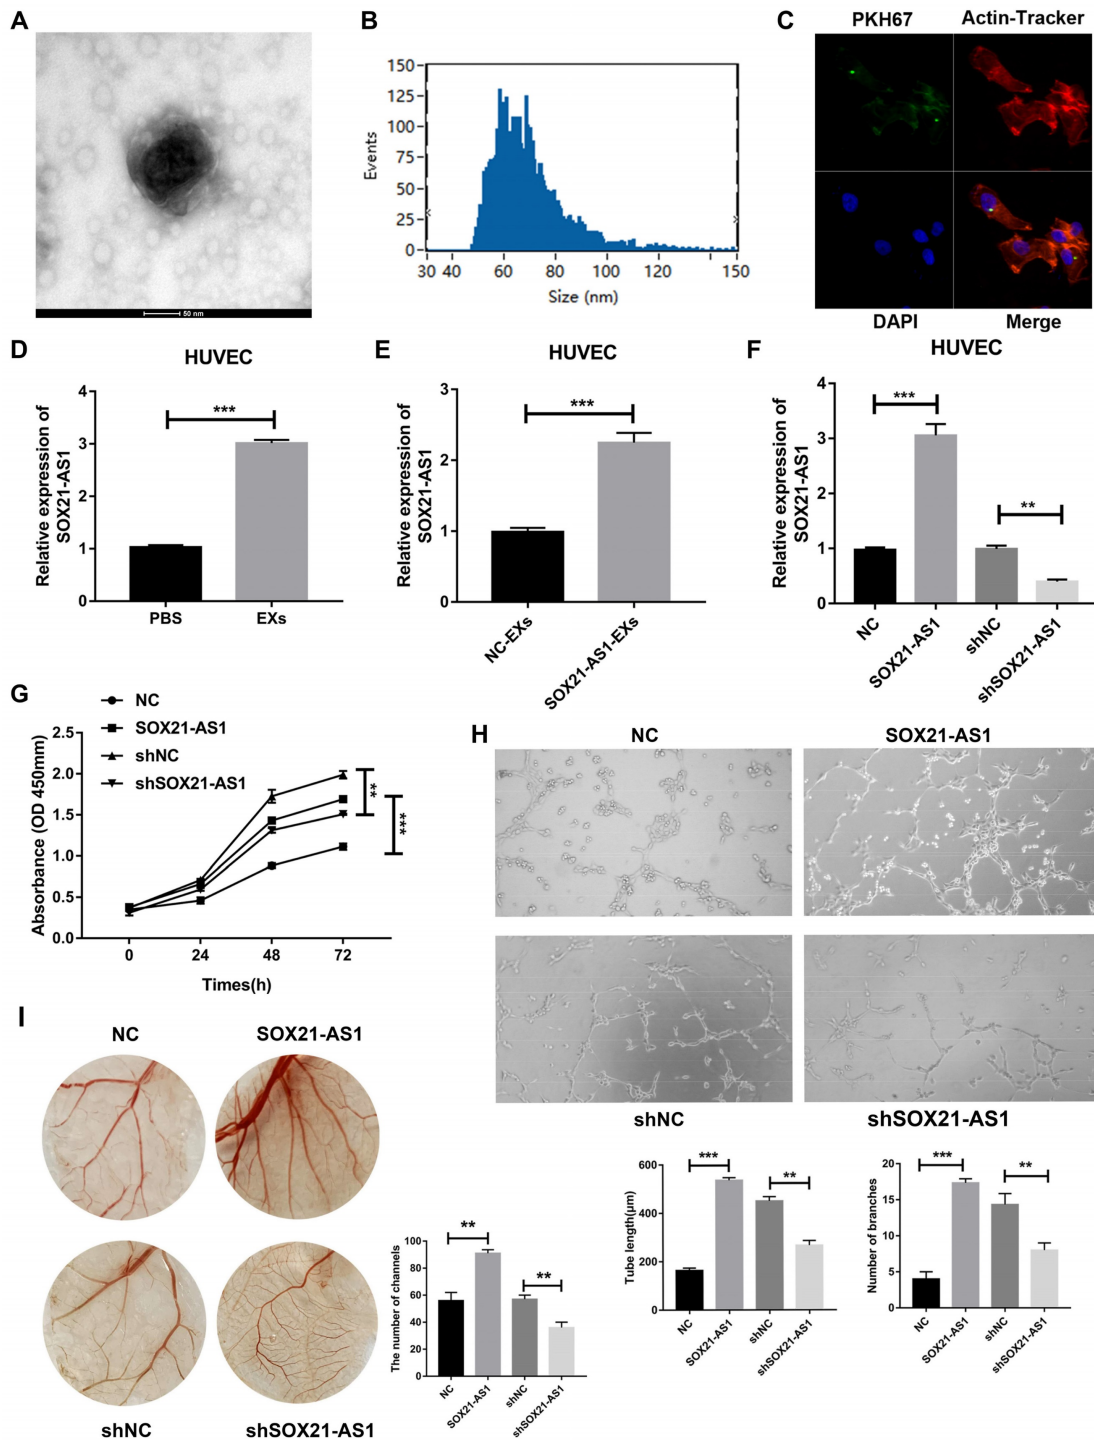 A
50 nm
B
150
125
100
75
50
25
0
Events
30 40 60 80 100 120 150
Size (nm)
C
PKH67 Actin-Tracker
DAPI Merge
D
HUVEC
Relative expression of
SOX21-AS1
4
3
2
1
0
***
PBS EXs
E
HUVEC
Relative expression of
SOX21-AS1
3
2
1
0
***
NC-EXs
SOX21-AS1-EXs
F
HUVEC
Relative expression of
SOX21-AS1
4
3
2
1
0
***
**
NC
SOX21-AS1
shNC
shSOX21-AS1
G
NC
SOX21-AS1
shNC
shSOX21-AS1
Absorbance (OD 450mm)
2.5
2.0
1.5
1.0
0.5
0.0
**
***
0 24 48 72
Times(h)
H
NC SOX21-AS1
shNC shSOX21-AS1
Tube length(μm)
600
400
200
0
***
**
NC
SOX21-AS1
shNC
shSOX21-AS1
Number of branches
20
15
10
5
0
***
**
NC
SOX21-AS1
shNC
shSOX21-AS1
I
NC SOX21-AS1
shNC shSOX21-AS1
The number of channels
100
80
60
40
20
0
**
**
NC
SOX21-AS1
shNC
shSOX21-AS1